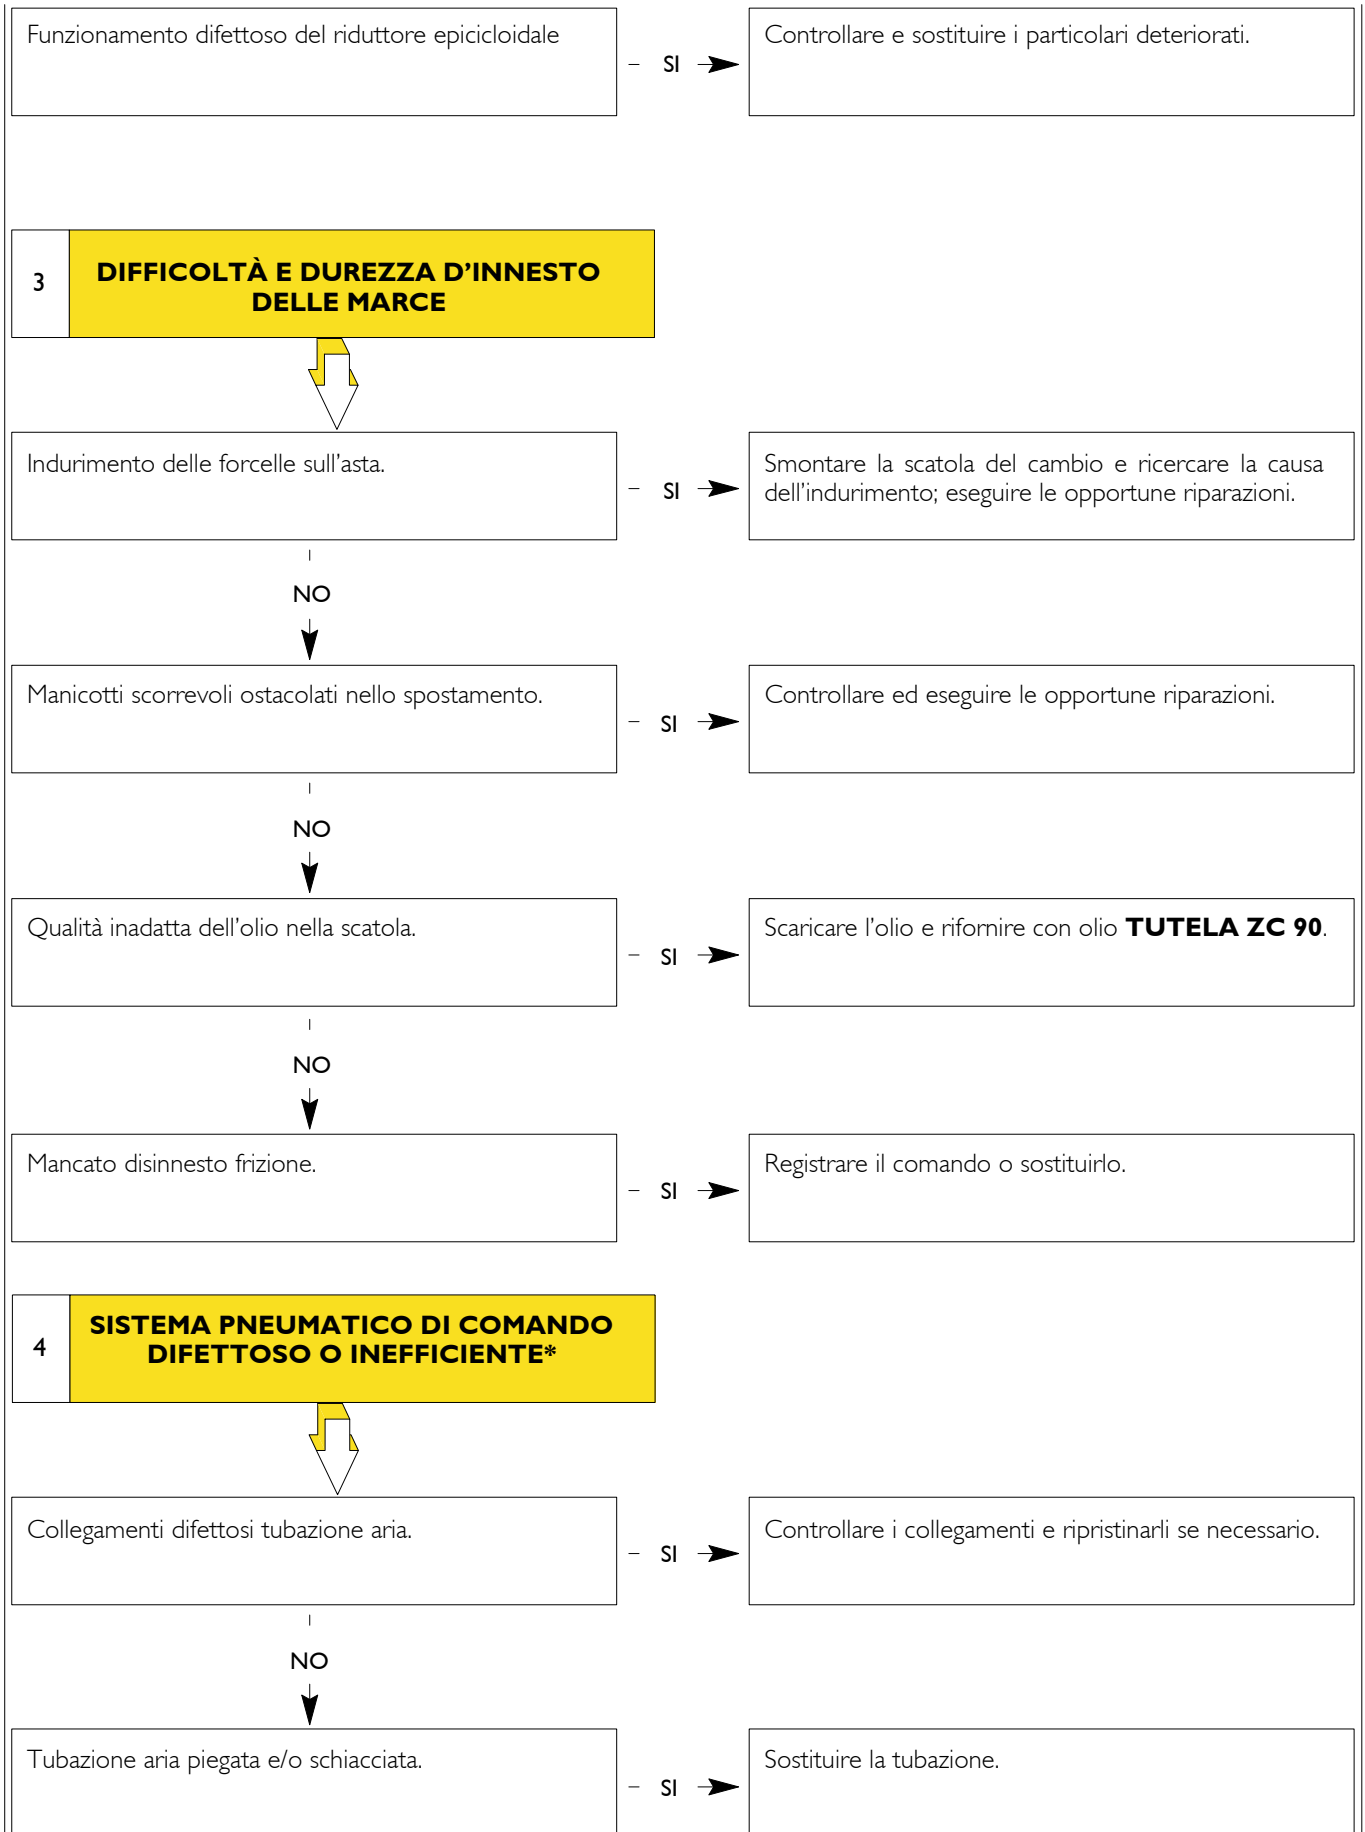 Funzionamento difettoso del riduttore epicicloidale
SI
Controllare e sostituire i particolari deteriorati.
3
DIFFICOLTÀ E DUREZZA D’INNESTO
DELLE MARCE
Indurimento delle forcelle sull’asta.
SI
Smontare la scatola del cambio e ricercare la causa
dell’indurimento; eseguire le opportune riparazioni.
NO
Manicotti scorrevoli ostacolati nello spostamento.
SI
Controllare ed eseguire le opportune riparazioni.
NO
Qualità inadatta dell’olio nella scatola.
SI
Scaricare l’olio e rifornire con olio TUTELA ZC 90.
NO
Mancato disinnesto frizione.
SI
Registrare il comando o sostituirlo.
4
SISTEMA PNEUMATICO DI COMANDO
DIFETTOSO O INEFFICIENTE*
Collegamenti difettosi tubazione aria.
SI
Controllare i collegamenti e ripristinarli se necessario.
NO
Tubazione aria piegata e/o schiacciata.
SI
Sostituire la tubazione.